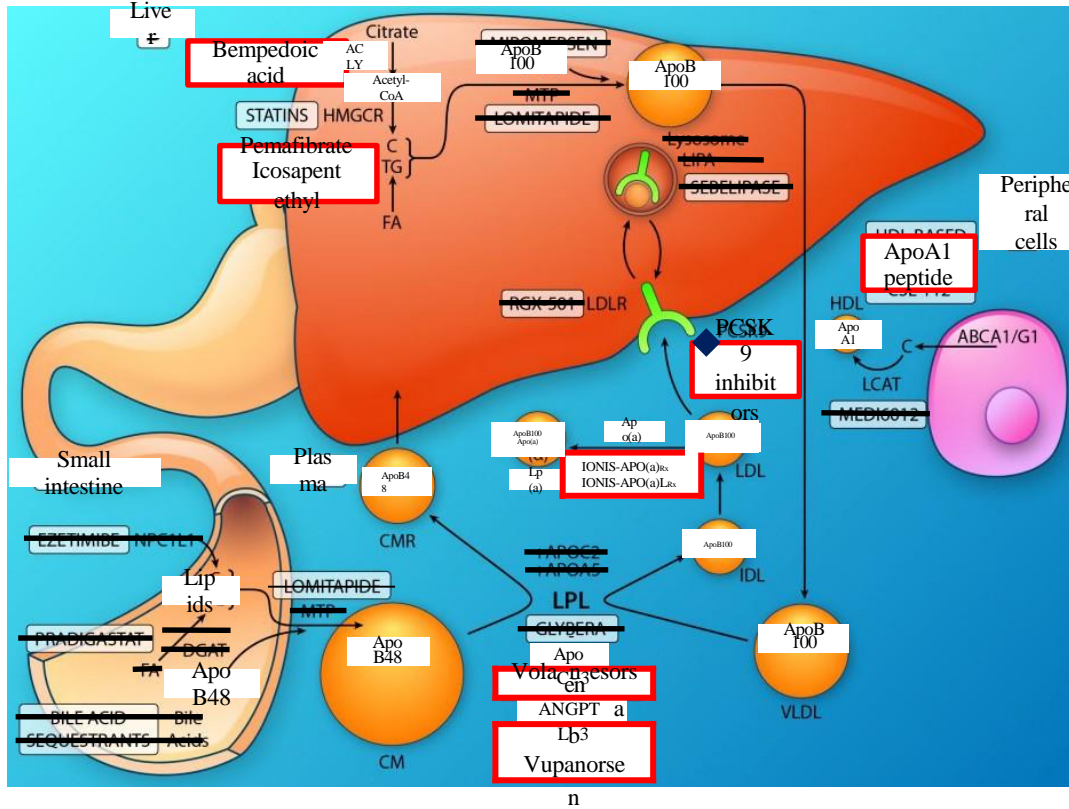 Live
r
Citrate
Bempedoic
acid
AC
LY
Acetyl-
CoA
STATINS HMGCR
Pemafibrate
Icosapent
ethyl
C
TG
FA
MIPOMERSEN
ApoB
100
MTP
LOMITAPIDE
ApoB
100
Lysosome
LIPA
SEBELIPASE
RGX-501 LDLR
PCSK
9
inhibit
ors
Periphe
ral
cells
HDL-BASED
ApoA1
peptide
CSL-112
HDL
Apo
A1
C
ABCA1/G1
LCAT
MEDI6012
Small
intestine
Plas
ma
ApoB4
8
CMR
ApoB100
Apo(a)
Lp
(a)
Ap
o(a)
IONIS-APO(a)Rx
IONIS-APO(a)LRx
ApoB100
LDL
ApoB100
IDL
EZETIMIBE NPC1L1
Lip
ids
LOMITAPIDE
MTP
PRADIGASTAT
DGAT
FA
Apo
B48
BILE ACID Bile
SEQUESTRANTS Acids
Apo
B48
CM
↑APOC2
↑APOA5
LPL
GLYBERA
Apo
C3
Volanesors
en
ANGPT a
Lb3
Vupanorse
n
ApoB
100
VLDL